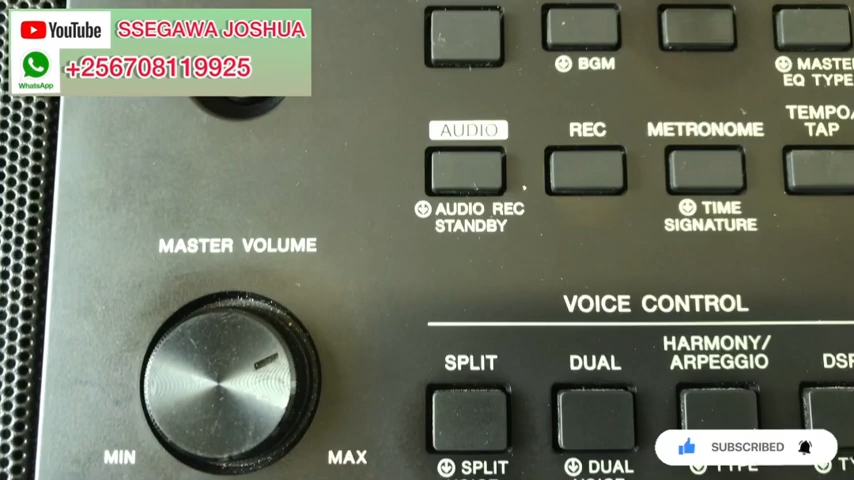 YouTube SSEGAWA JOSHUA
WhatsApp +256708119925
BGM
MASTER
EQ TYPE
AUDIO
REC
METRONOME
TEMPO/
TAP
AUDIO REC
STANDBY
TIME
SIGNATURE
MASTER VOLUME
MIN
MAX
VOICE CONTROL
SPLIT
DUAL
HARMONY/
ARPEGGIO
DSP
SPLIT
DUAL
TYPE
SUBSCRIBED